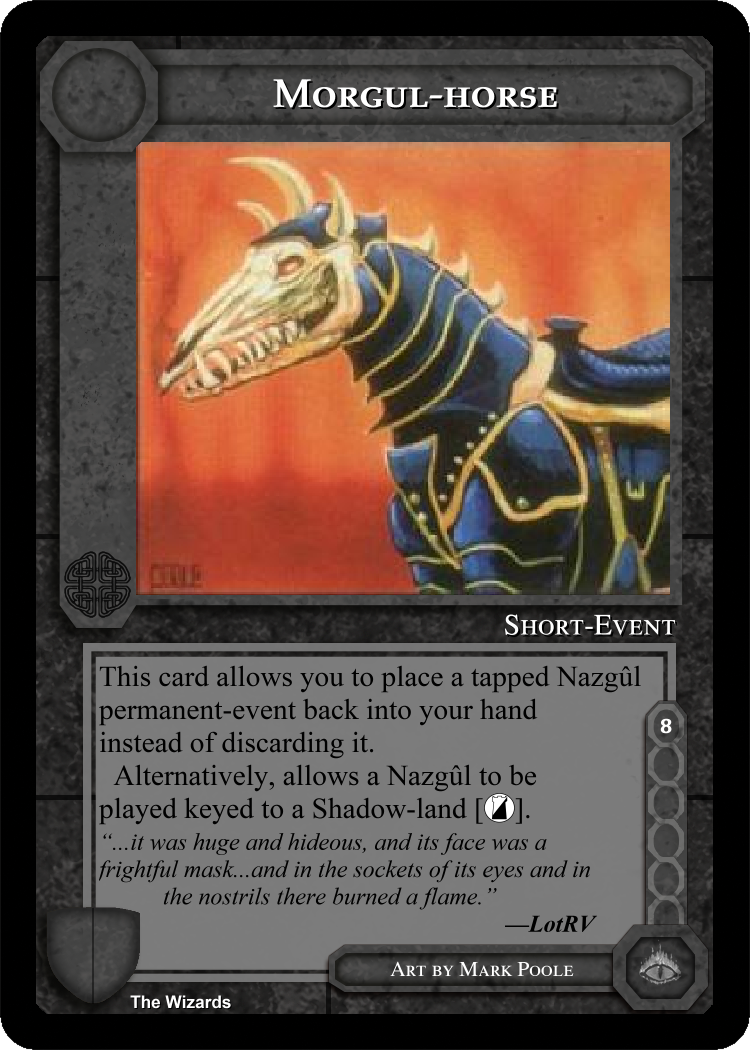 Morgul-horse
Short-Event
This card allows you to place a tapped Nazgûl
permanent-event back into your hand
instead of discarding it.
Alternatively, allows a Nazgûl to be
played keyed to a Shadow-land [ ].
8
“...it was huge and hideous, and its face was a
frightful mask...and in the sockets of its eyes and in
the nostrils there burned a flame.”
—LotRV
Art by Mark Poole
The Wizards